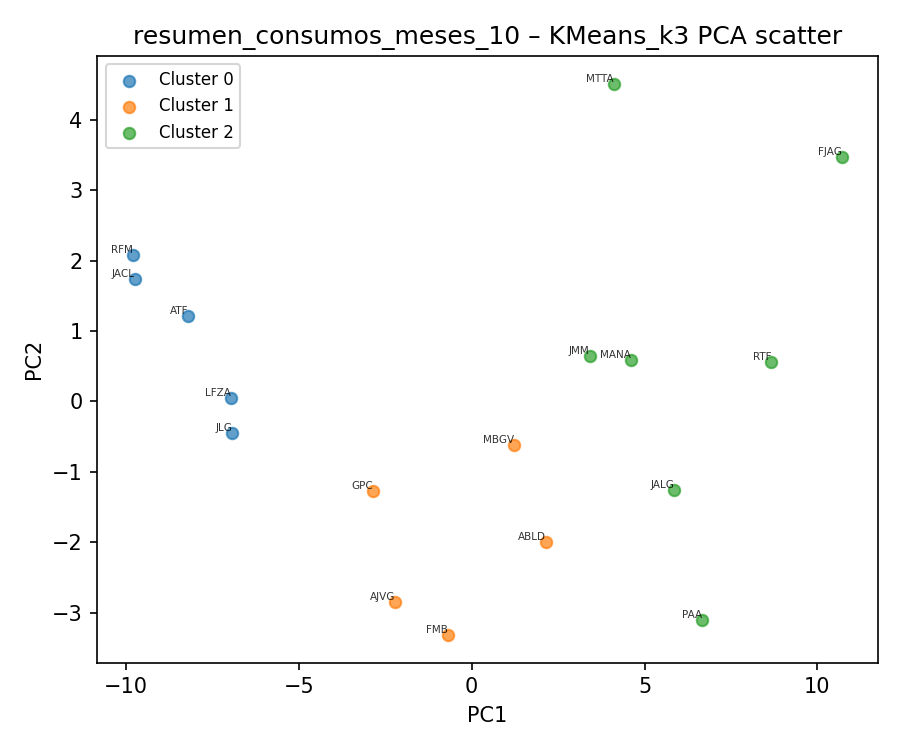 resumen_consumos_meses_10 – KMeans_k3 PCA scatter
Cluster 0
Cluster 1
Cluster 2
MTTA
FJAG
RFM
JACL
ATF
JMM
MANA
RTF
LFZA
JLG
MBGV
GPC
JALG
ABLD
AJVG
FMB
PAA
4
3
2
1
0
−1
−2
−3
PC2
−10
−5
0
5
10
PC1